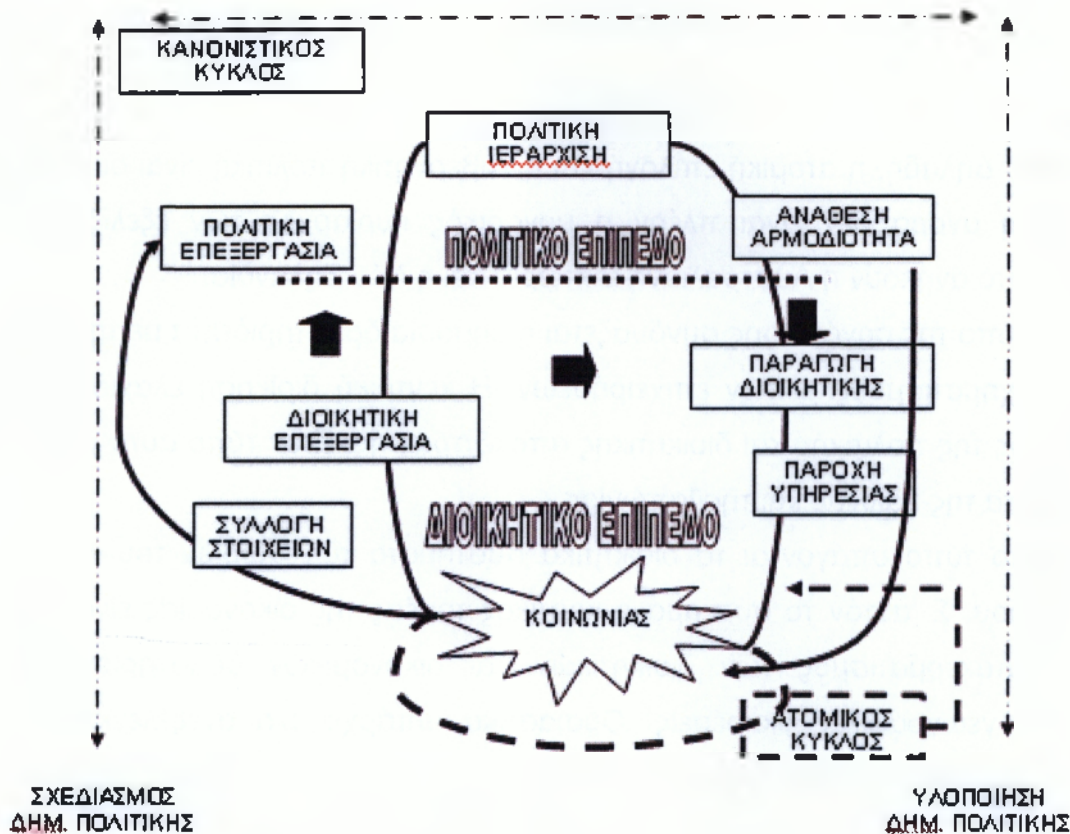 ΚΑΝΟΝΙΣΤΙΚΟΣ
ΚΥΚΛΟΣ
ΠΟΛΙΤΙΚΗ
ΙΕΡΑΡΧΙΣΗ
ΠΟΛΙΤΙΚΗ
ΕΠΕΞΕΡΓΑΣΙΑ
ΑΝΑΘΕΣΗ
ΑΡΜΟΔΙΟΤΗΤΑ
ΠΟΛΙΤΙΚΟ ΕΠΙΠΕΔΟ
ΠΑΡΑΓΩΓΗ
ΔΙΟΙΚΗΤΙΚΗΣ
ΔΙΟΙΚΗΤΙΚΗ
ΕΠΕΞΕΡΓΑΣΙΑ
ΠΑΡΟΧΗ
ΥΠΗΡΕΣΙΑΣ
ΣΥΛΛΟΓΗ
ΣΤΟΙΧΕΙΩΝ
ΔΙΟΙΚΗΤΙΚΟ ΕΠΙΠΕΔΟ
ΚΟΙΝΩΝΙΑΣ
ΑΤΟΜΙΚΟΣ
ΚΥΚΛΟΣ
ΣΧΕΔΙΑΣΜΟΣ
ΔΗΜ. ΠΟΛΙΤΙΚΗΣ
ΥΛΟΠΟΙΗΣΗ
ΔΗΜ. ΠΟΛΙΤΙΚΗΣ